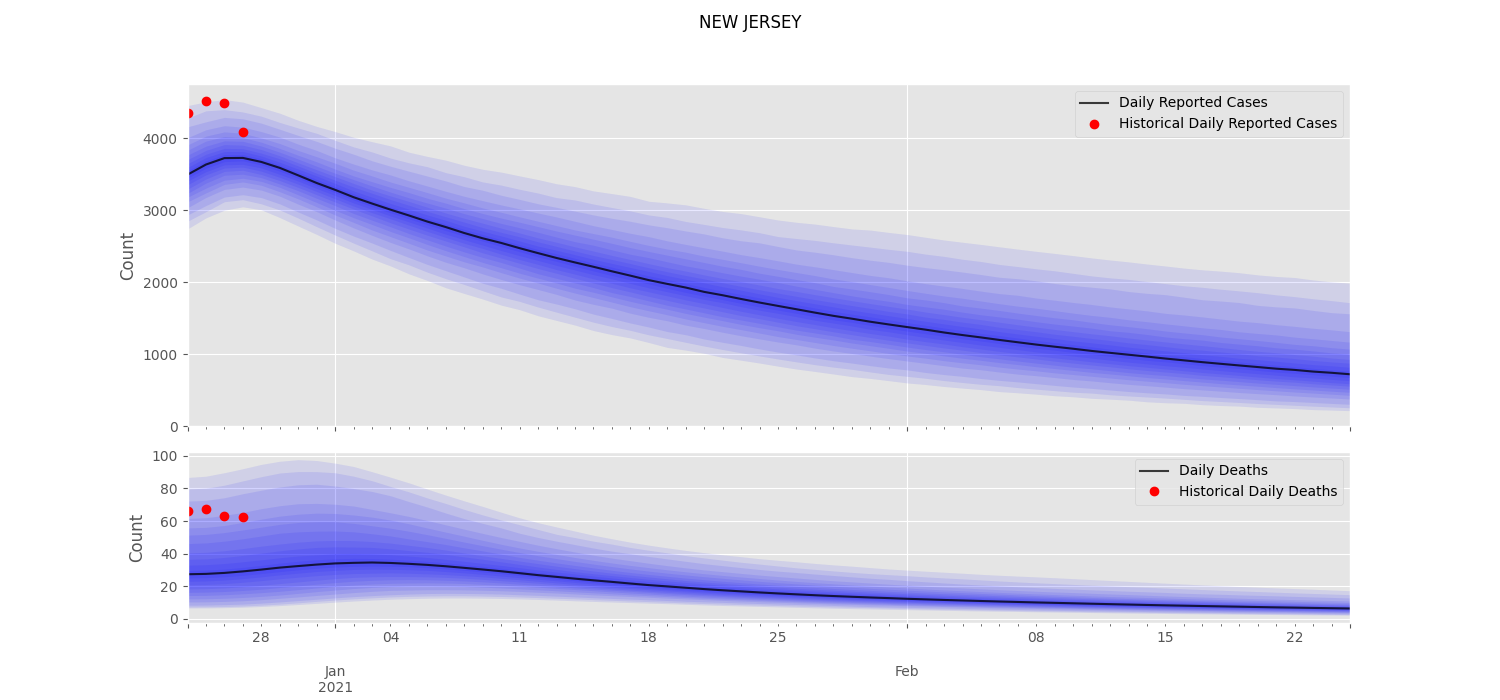 NEW JERSEY
Daily Reported Cases
Historical Daily Reported Cases
Count
4000
3000
2000
1000
0
Daily Deaths
Historical Daily Deaths
Count
100
80
60
40
20
0
28 04 11 18 25 08 15 22
Jan Feb
2021